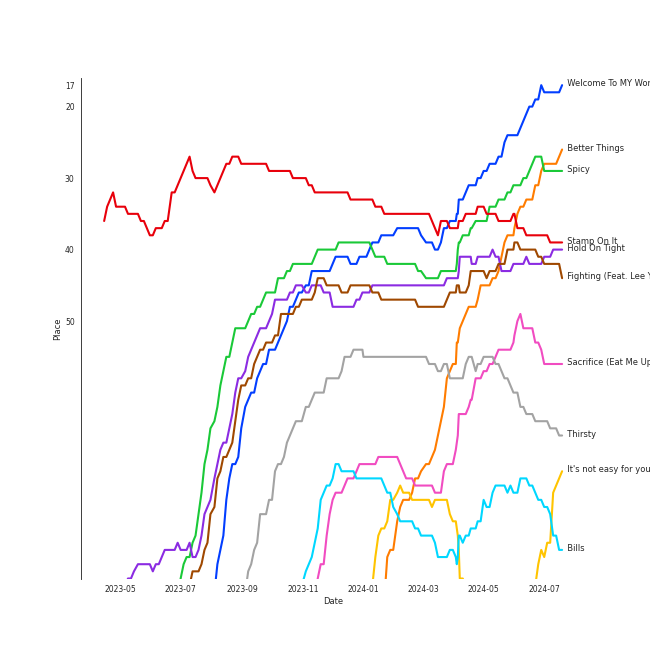 17
20
30
40
50
Place
Welcome To MY
Better Things
Spicy
Stamp On It
Hold On Tight
Fighting (Feat. Lee
Sacrifice (Eat Me Up
Thirsty
It's not easy for you
Bills
2023-05 2023-07 2023-09 2023-11 2024-01 2024-03 2024-05 2024-07
Date